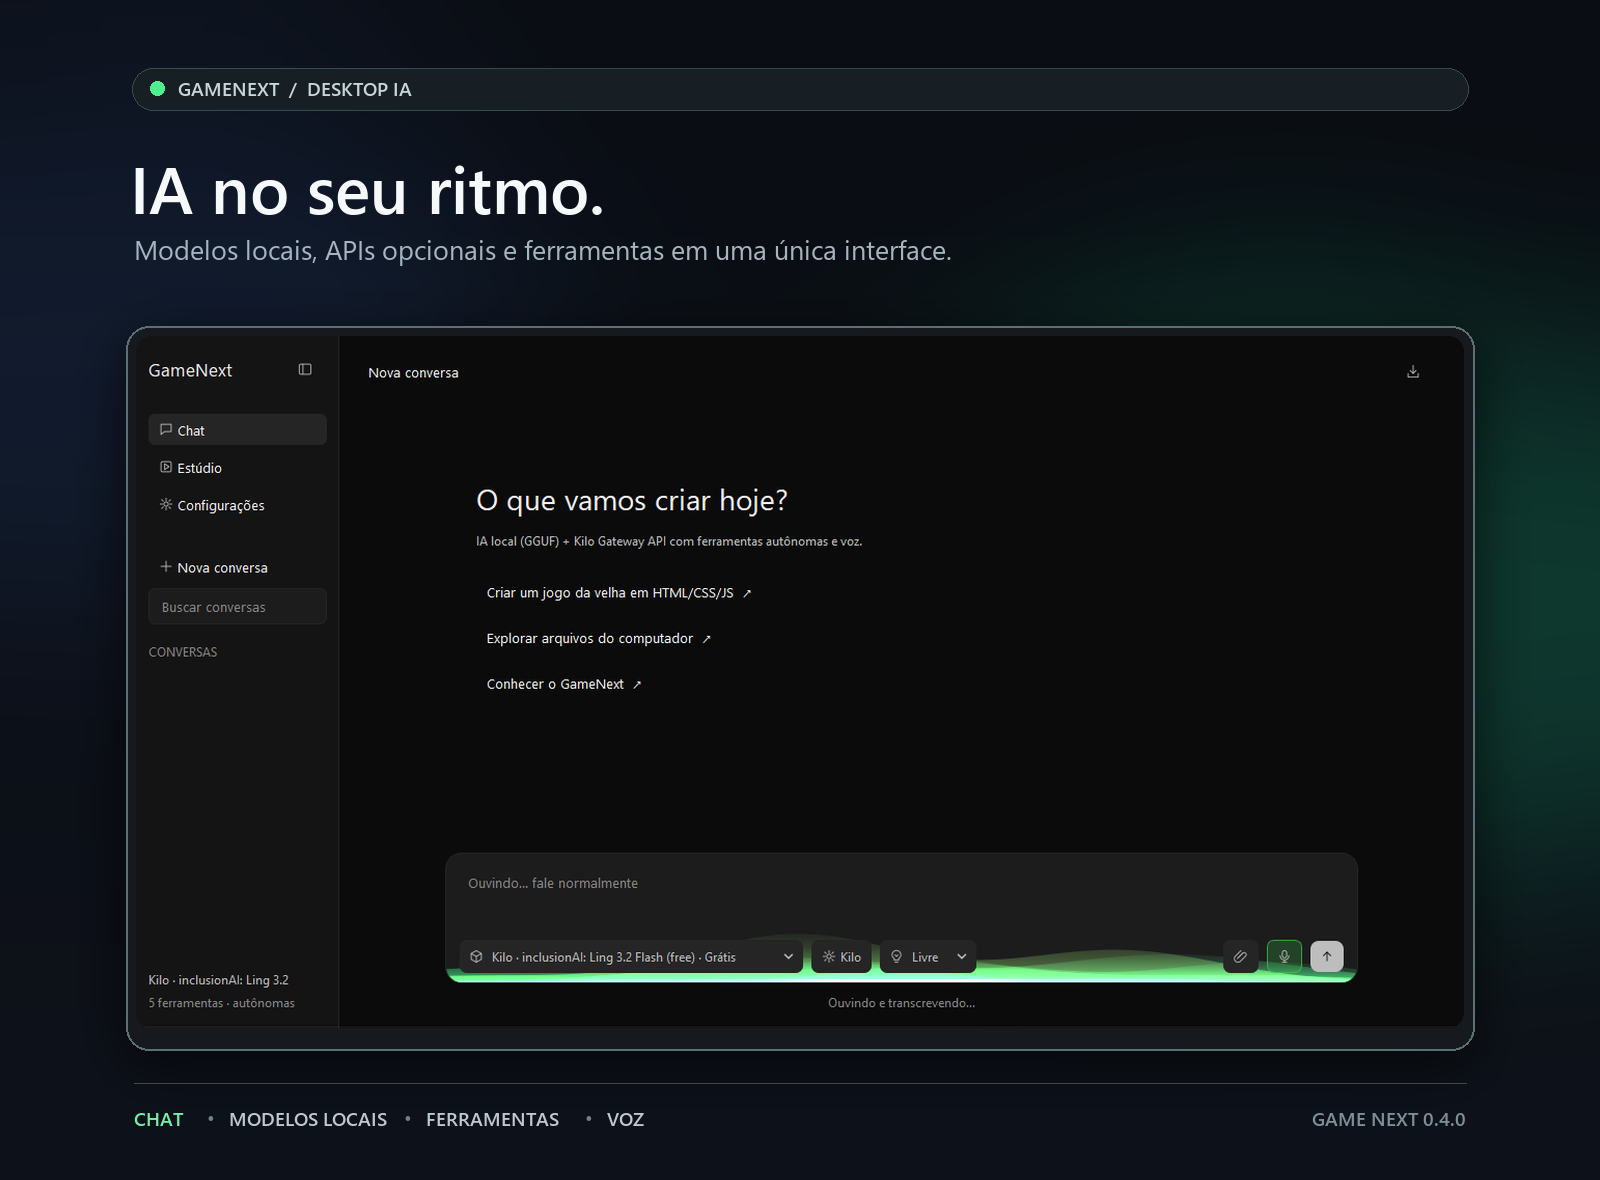 GAMENEXT / DESKTOP IA
IA no seu ritmo.
Modelos locais, APIs opcionais e ferramentas em uma única interface.
GameNext
Chat
Estúdio
Configurações
Nova conversa
Buscar conversas
CONVERSAS
Kilo · inclusionAI: Ling 3.2
5 ferramentas · autônomas
Nova conversa
O que vamos criar hoje?
IA local (GGUF) + Kilo Gateway API com ferramentas autônomas e voz.
Criar um jogo da velha em HTML/CSS/JS ↗
Explorar arquivos do computador ↗
Conhecer o GameNext ↗
Ouvindo... fale normalmente
Kilo · inclusionAI: Ling 3.2 Flash (free) · Grátis
Kilo
Livre
Ouvindo e transcrevendo...
CHAT • MODELOS LOCAIS • FERRAMENTAS • VOZ
GAME NEXT 0.4.0